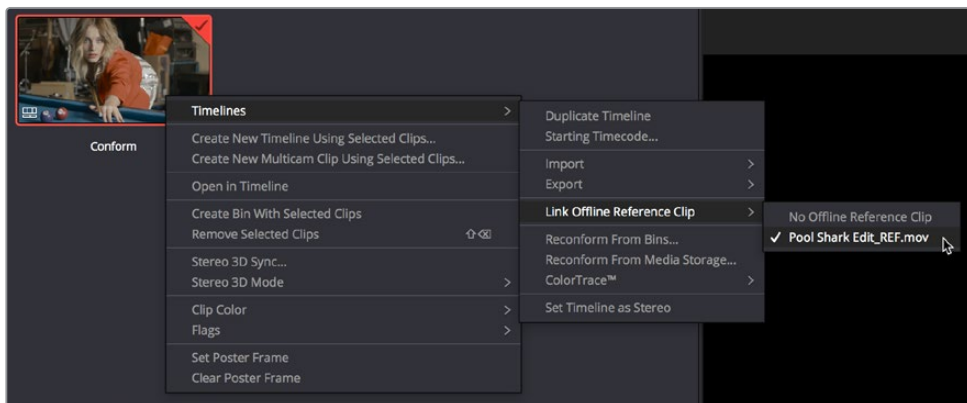 Conform
Timelines
Create New Timeline Using Selected Clips...
Create New Multicam Clip Using Selected Clips...
Open in Timeline
Create Bin With Selected Clips
Remove Selected Clips
Stereo 3D Sync...
Stereo 3D Mode
Clip Color
Flags
Set Poster Frame
Clear Poster Frame
Duplicate Timeline
Starting Timecode...
Import
Export
Link Offline Reference Clip
Reconform From Bins...
Reconform From Media Storage...
ColorTrace™
Set Timeline as Stereo
No Offline Reference Clip
Pool Shark Edit_REF.mov